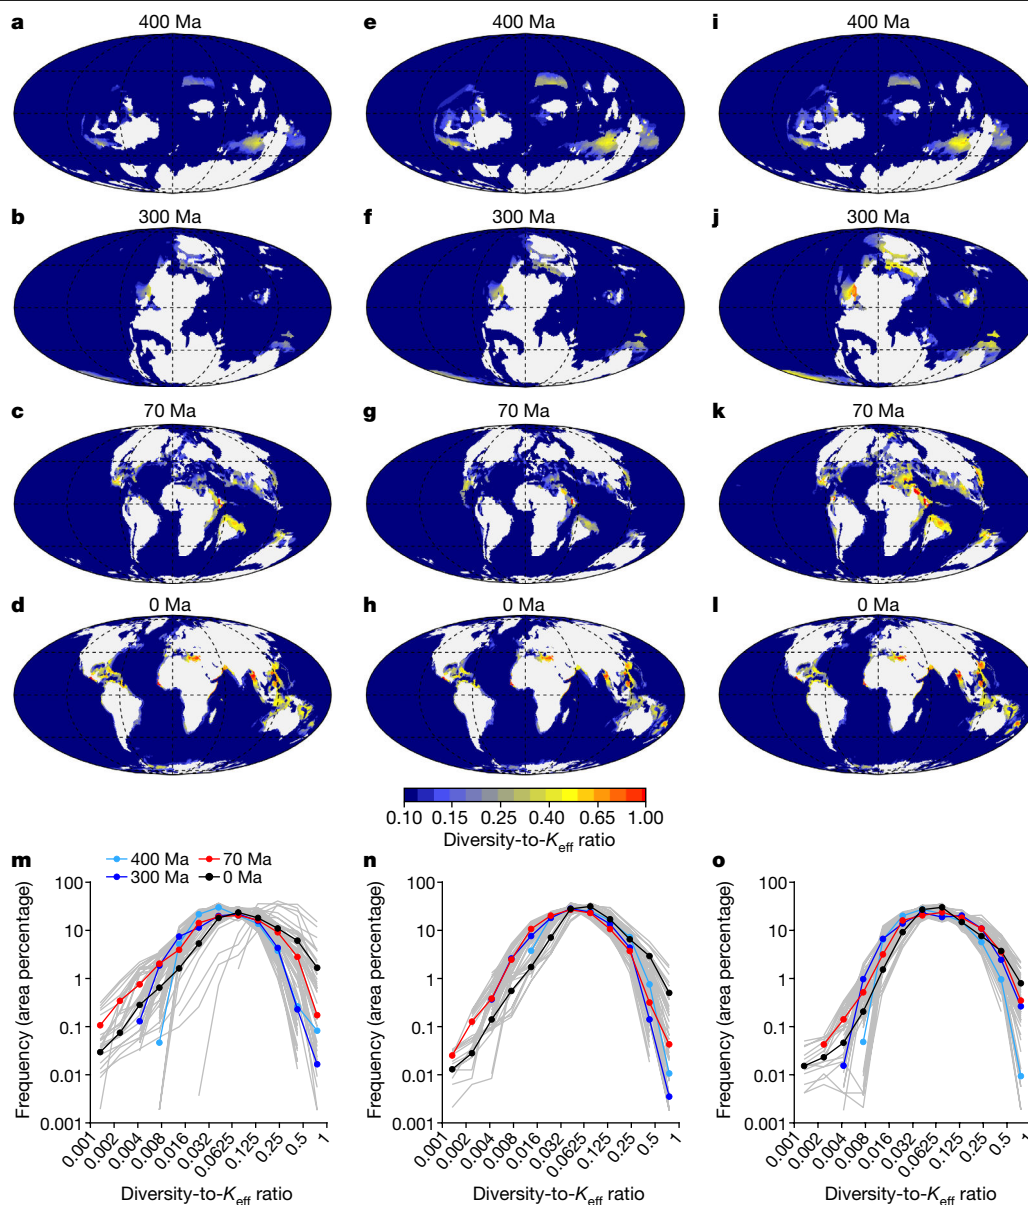 a 400 Ma e 400 Ma i 400 Ma
b 300 Ma f 300 Ma j 300 Ma
c 70 Ma g 70 Ma k 70 Ma
d 0 Ma h 0 Ma l 0 Ma
0.10 0.15 0.25 0.40 0.65 1.00
Diversity-to-Keff ratio
m n o
400 Ma 70 Ma
300 Ma 0 Ma
Frequency (area percentage)
100
10
1
0.1
0.01
0.001
0.001 0.002 0.004 0.008 0.016 0.032 0.0625 0.125 0.25 0.5 1
Diversity-to-Keff ratio
Frequency (area percentage)
100
10
1
0.1
0.01
0.001
0.001 0.002 0.004 0.008 0.016 0.032 0.0625 0.125 0.25 0.5 1
Diversity-to-Keff ratio
Frequency (area percentage)
100
10
1
0.1
0.01
0.001
0.001 0.002 0.004 0.008 0.016 0.032 0.0625 0.125 0.25 0.5 1
Diversity-to-Keff ratio